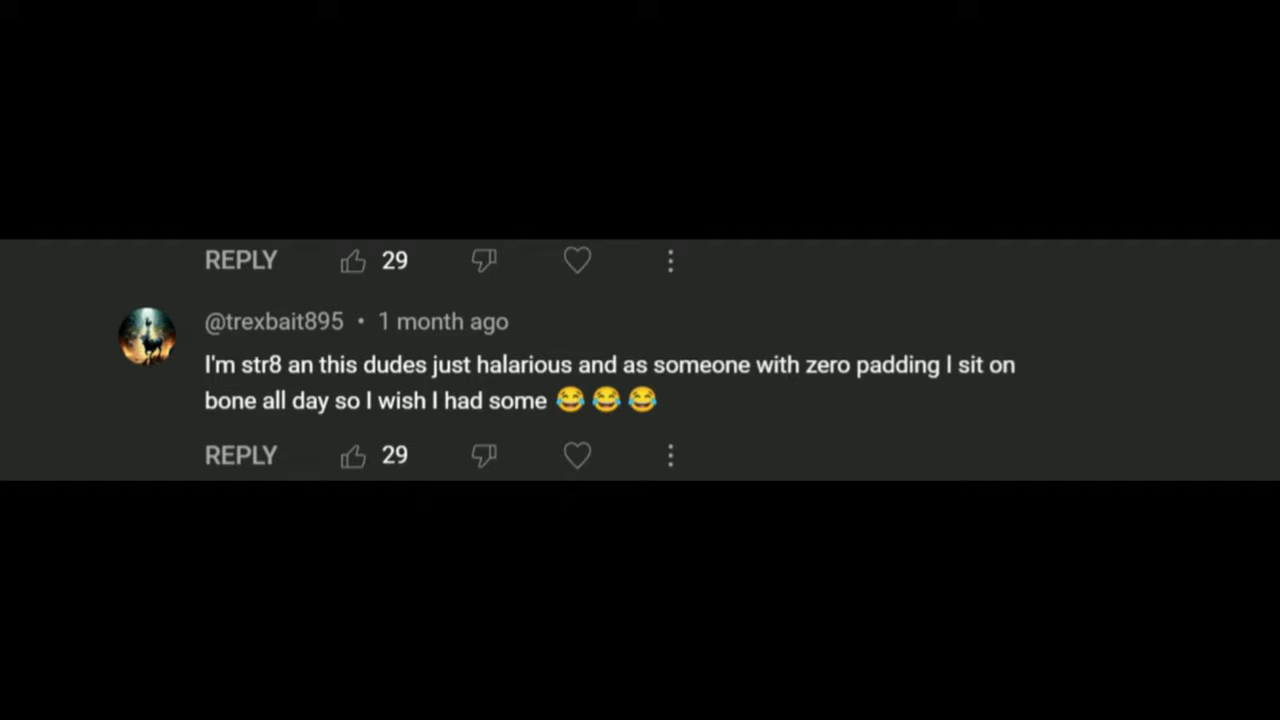 REPLY 29
@trexbait895 • 1 month ago
I'm str8 an this dudes just halarious and as someone with zero padding I sit on
bone all day so I wish I had some 😂😂😂
REPLY 29